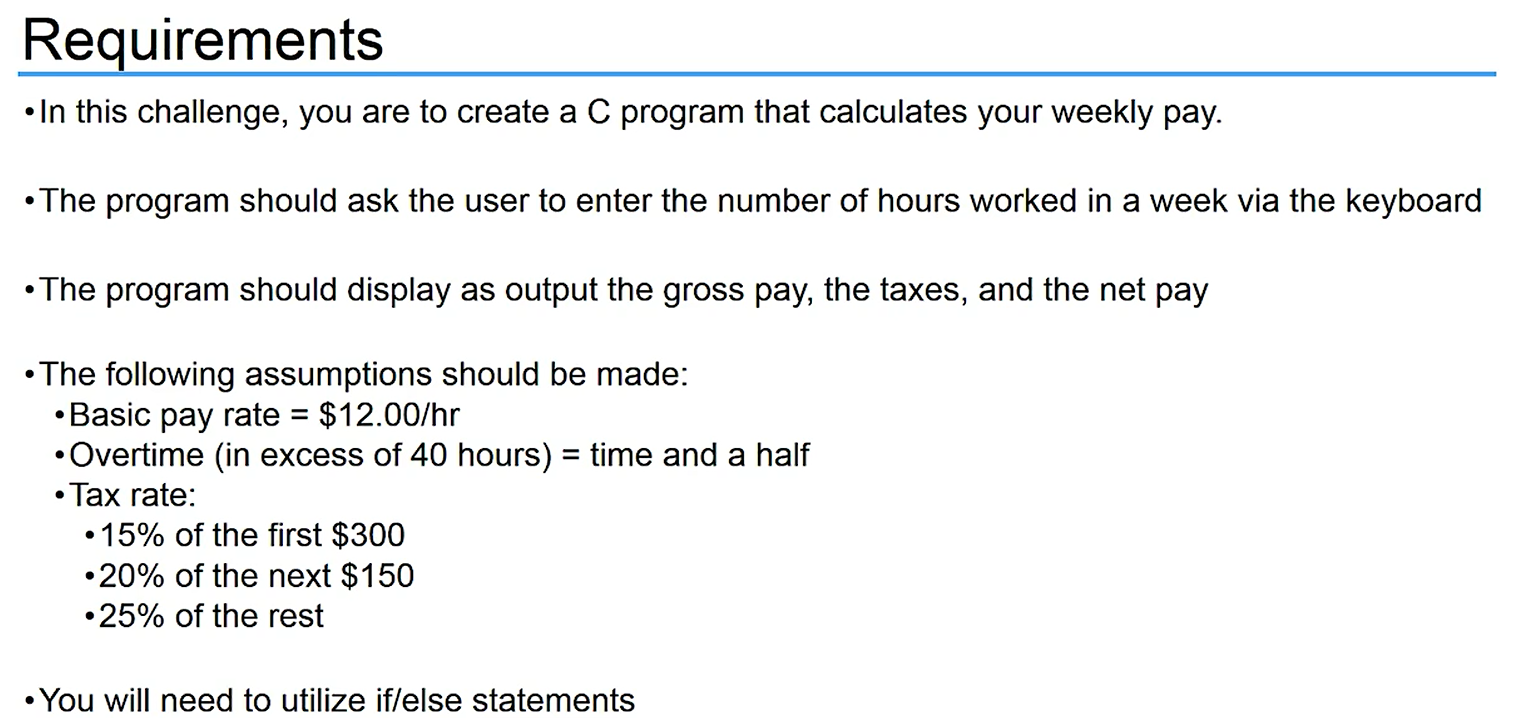 Requirements
•In this challenge, you are to create a C program that calculates your weekly pay.
•The program should ask the user to enter the number of hours worked in a week via the keyboard
•The program should display as output the gross pay, the taxes, and the net pay
•The following assumptions should be made:
•Basic pay rate = $12.00/hr
•Overtime (in excess of 40 hours) = time and a half
•Tax rate:
•15% of the first $300
•20% of the next $150
•25% of the rest
•You will need to utilize if/else statements